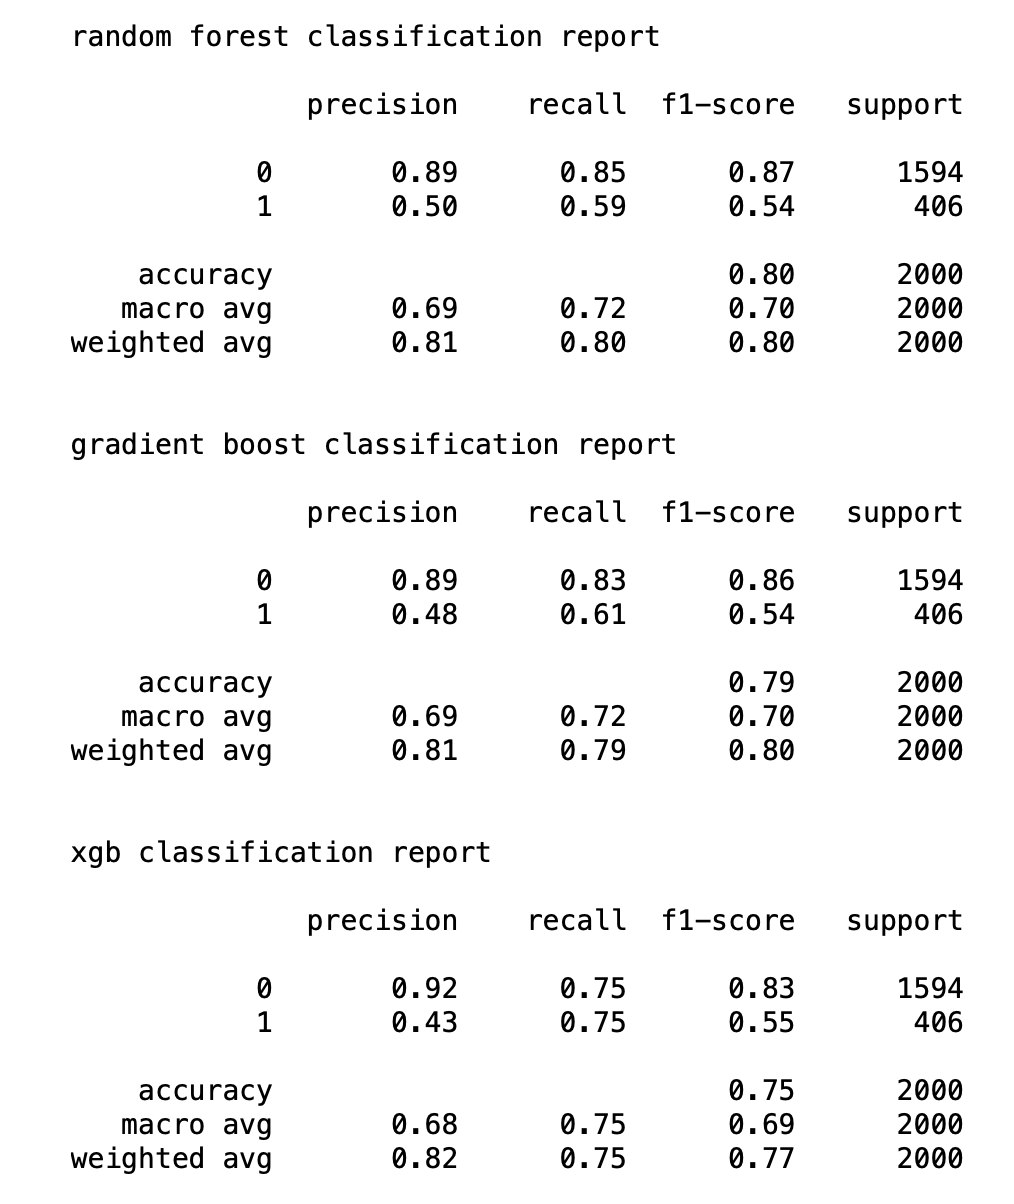 random forest classification report
precision recall f1-score support
0 0.89 0.85 0.87 1594
1 0.50 0.59 0.54 406
accuracy 0.80 2000
macro avg 0.69 0.72 0.70 2000
weighted avg 0.81 0.80 0.80 2000
gradient boost classification report
precision recall f1-score support
0 0.89 0.83 0.86 1594
1 0.48 0.61 0.54 406
accuracy 0.79 2000
macro avg 0.69 0.72 0.70 2000
weighted avg 0.81 0.79 0.80 2000
xgb classification report
precision recall f1-score support
0 0.92 0.75 0.83 1594
1 0.43 0.75 0.55 406
accuracy 0.75 2000
macro avg 0.68 0.75 0.69 2000
weighted avg 0.82 0.75 0.77 2000